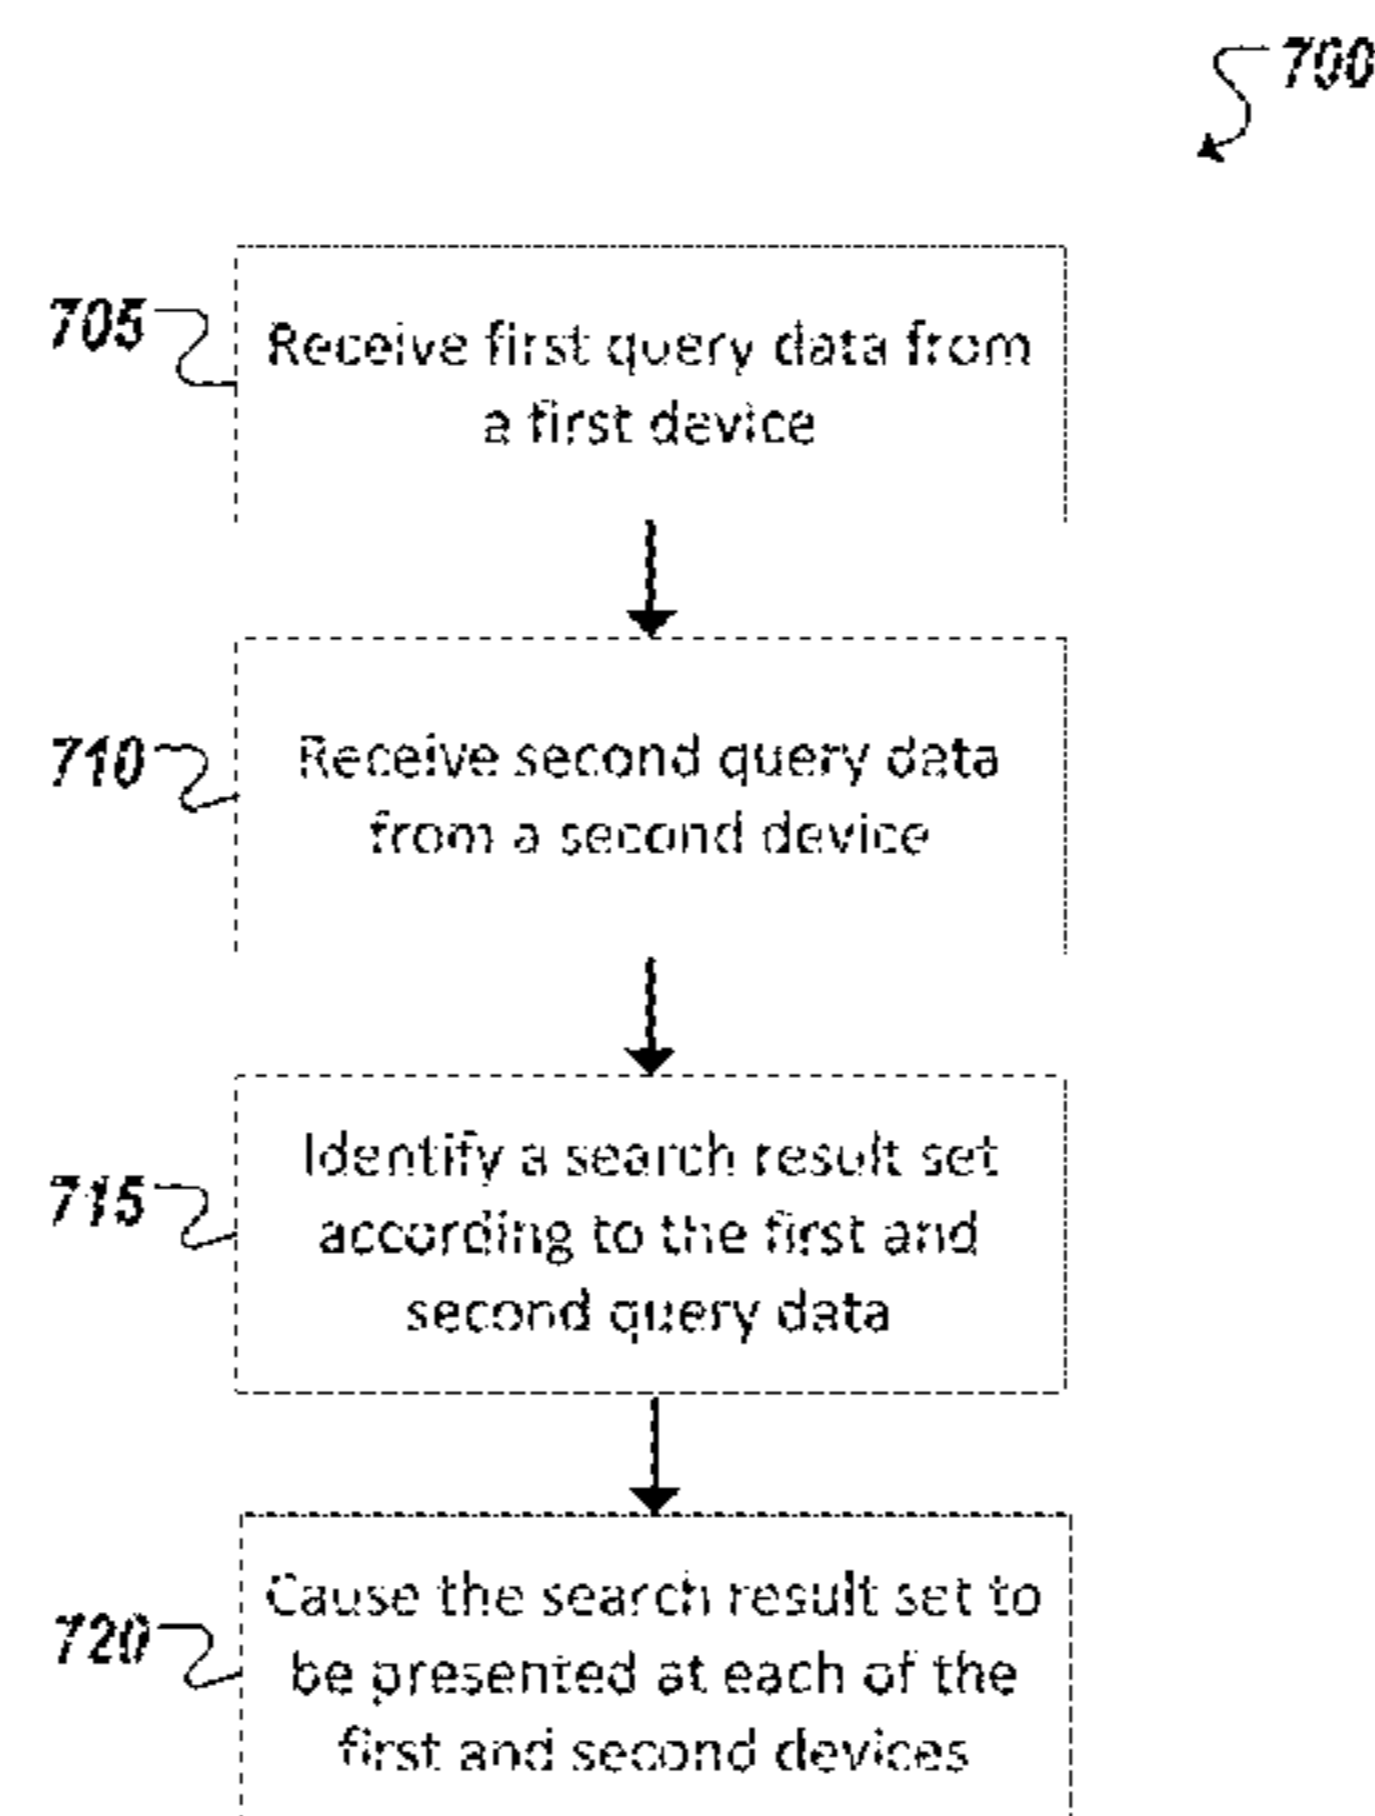 700
705
Receive first query data from
a first device
710
Receive second query data
from a second device
715
Identify a search result set
according to the first and
second query data
720
Cause the search result set to
be presented at each of the
first and second devices